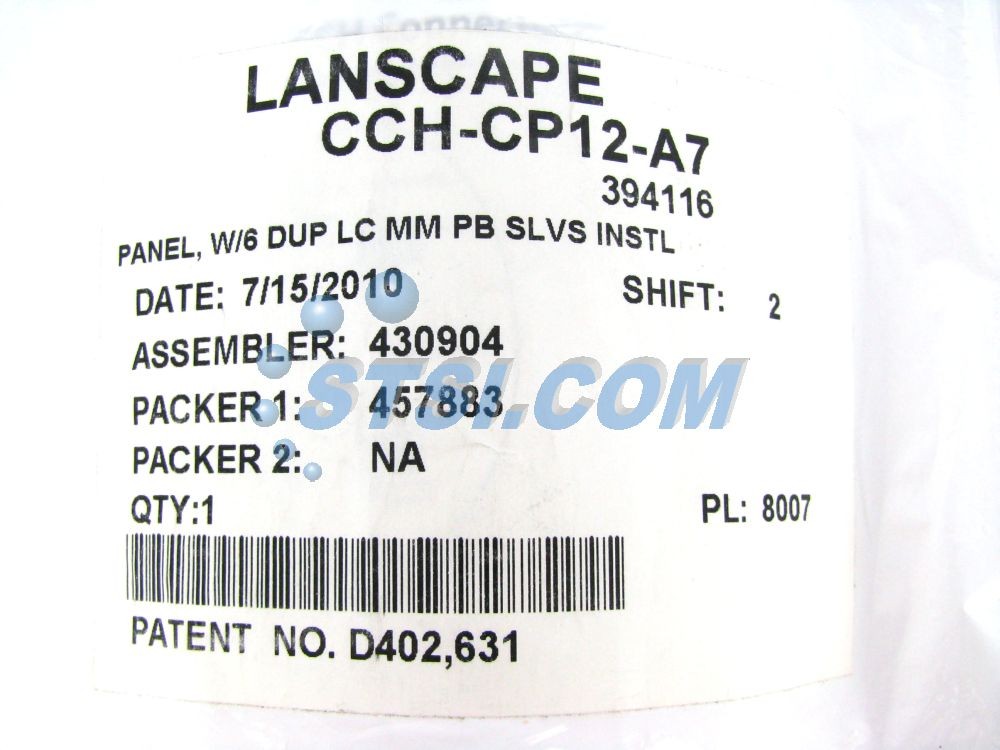 LANSCAPE
CCH-CP12-A7
394116
PANEL, W/6 DUP LC MM PB SLVS INSTL
DATE: 7/15/2010 SHIFT: 2
ASSEMBLER: 430904
STSI.COM
PACKER 1: 457883
PACKER 2: NA
QTY:1 PL: 8007
PATENT NO. D402,631